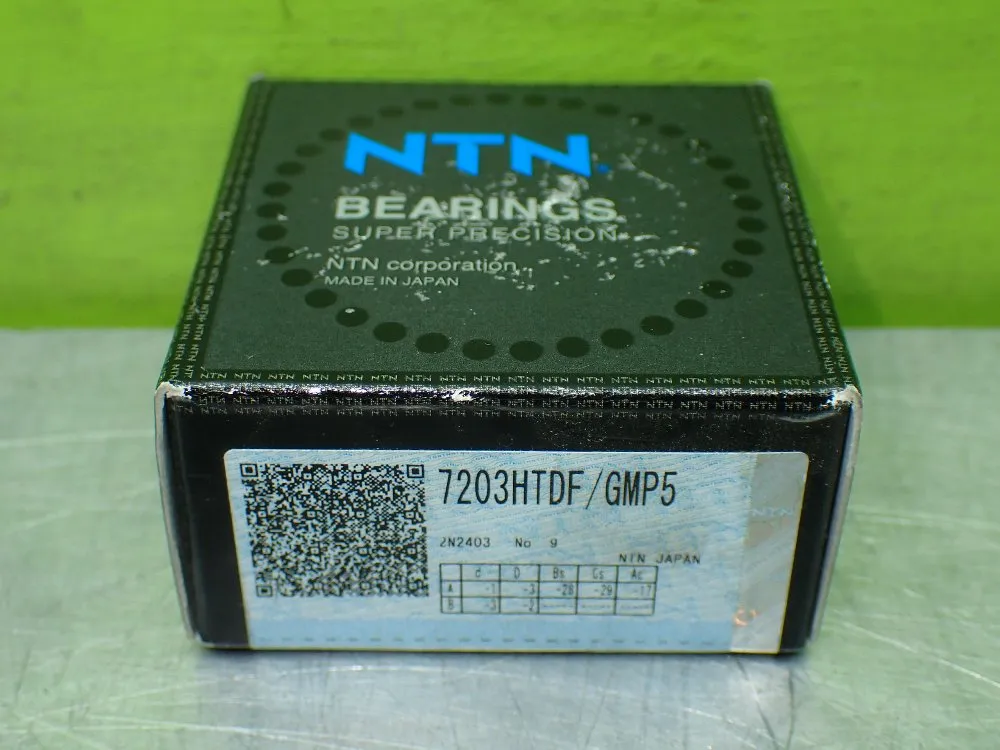 NTN
BEARINGS
SUPER PRECISION
NTN corporation
MADE IN JAPAN
7203HTDF/GMP5
2N2403 No 9
NTN JAPAN
d D Bs Cs Ac
A -1 -3 -28 -29 -17
B -3 -3
NTN